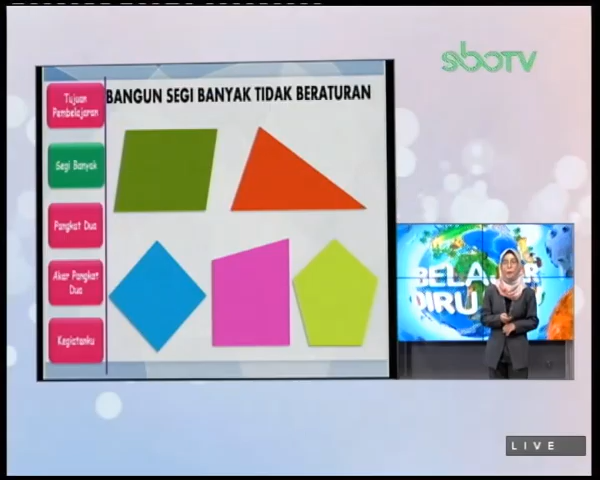 sboTV
BANGUN SEGI BANYAK TIDAK BERATURAN
Tujuan
Pembelajaran
Segi Banyak
Pangkat Dua
Akar Pangkat
Dua
Kegiatanku
LIVE